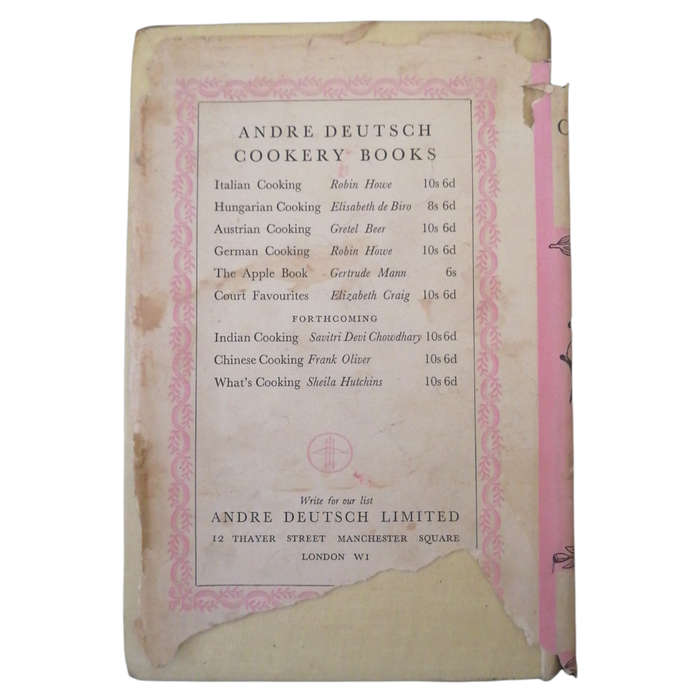 ANDRE DEUTSCH
COOKERY BOOKS
Italian Cooking Robin Howe 10s 6d
Hungarian Cooking Elisabeth de Biro 8s 6d
Austrian Cooking Gretel Beer 10s 6d
German Cooking Robin Howe 10s 6d
The Apple Book Gertrude Mann 6s
Court Favourites Elizabeth Craig 10s 6d
FORTHCOMING
Indian Cooking Savitri Devi Chowdhary 10s 6d
Chinese Cooking Frank Oliver 10s 6d
What's Cooking Sheila Hutchins 10s 6d
Write for our list
ANDRE DEUTSCH LIMITED
12 THAYER STREET MANCHESTER SQUARE
LONDON W1